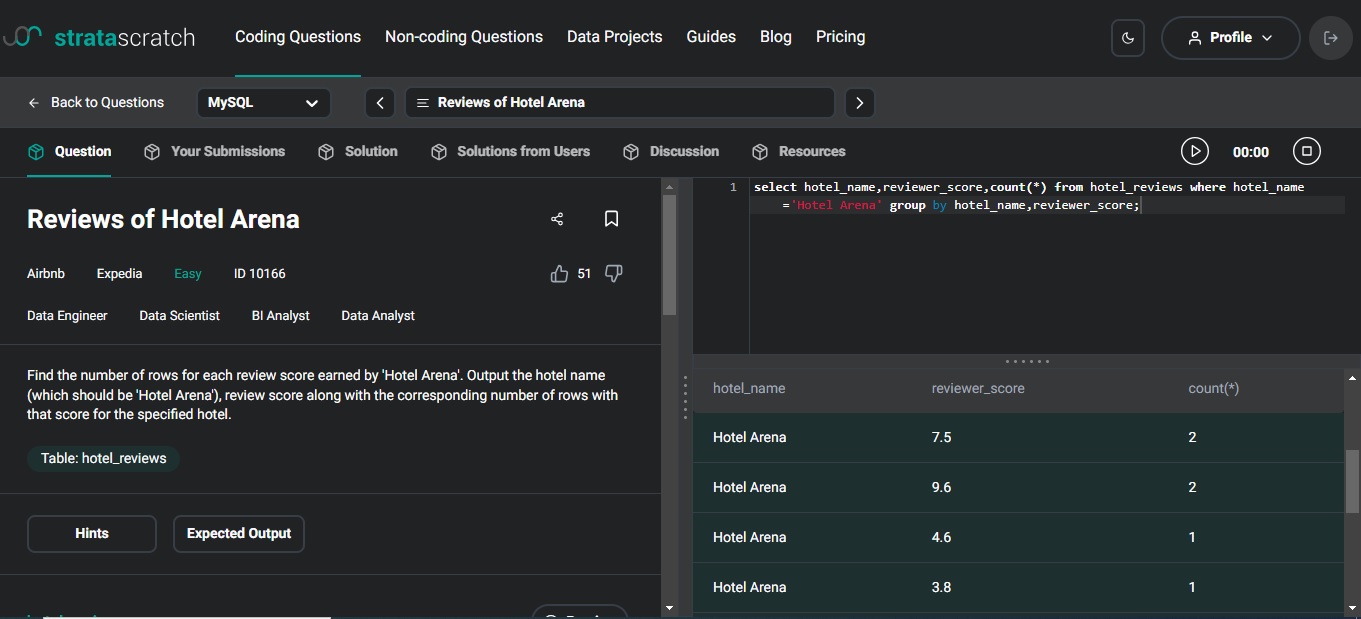 stratascratch
Coding Questions Non-coding Questions Data Projects Guides Blog Pricing
Profile
Back to Questions MySQL Reviews of Hotel Arena
Question Your Submissions Solution Solutions from Users Discussion Resources
00:00
Reviews of Hotel Arena
Airbnb Expedia Easy ID 10166
51
Data Engineer Data Scientist BI Analyst Data Analyst
Find the number of rows for each review score earned by 'Hotel Arena'. Output the hotel name
(which should be 'Hotel Arena'), review score along with the corresponding number of rows with
that score for the specified hotel.
Table: hotel_reviews
Hints Expected Output
1 select hotel_name,reviewer_score,count(*) from hotel_reviews where hotel_name
='Hotel Arena' group by hotel_name,reviewer_score;
hotel_name reviewer_score count(*)
Hotel Arena 7.5 2
Hotel Arena 9.6 2
Hotel Arena 4.6 1
Hotel Arena 3.8 1